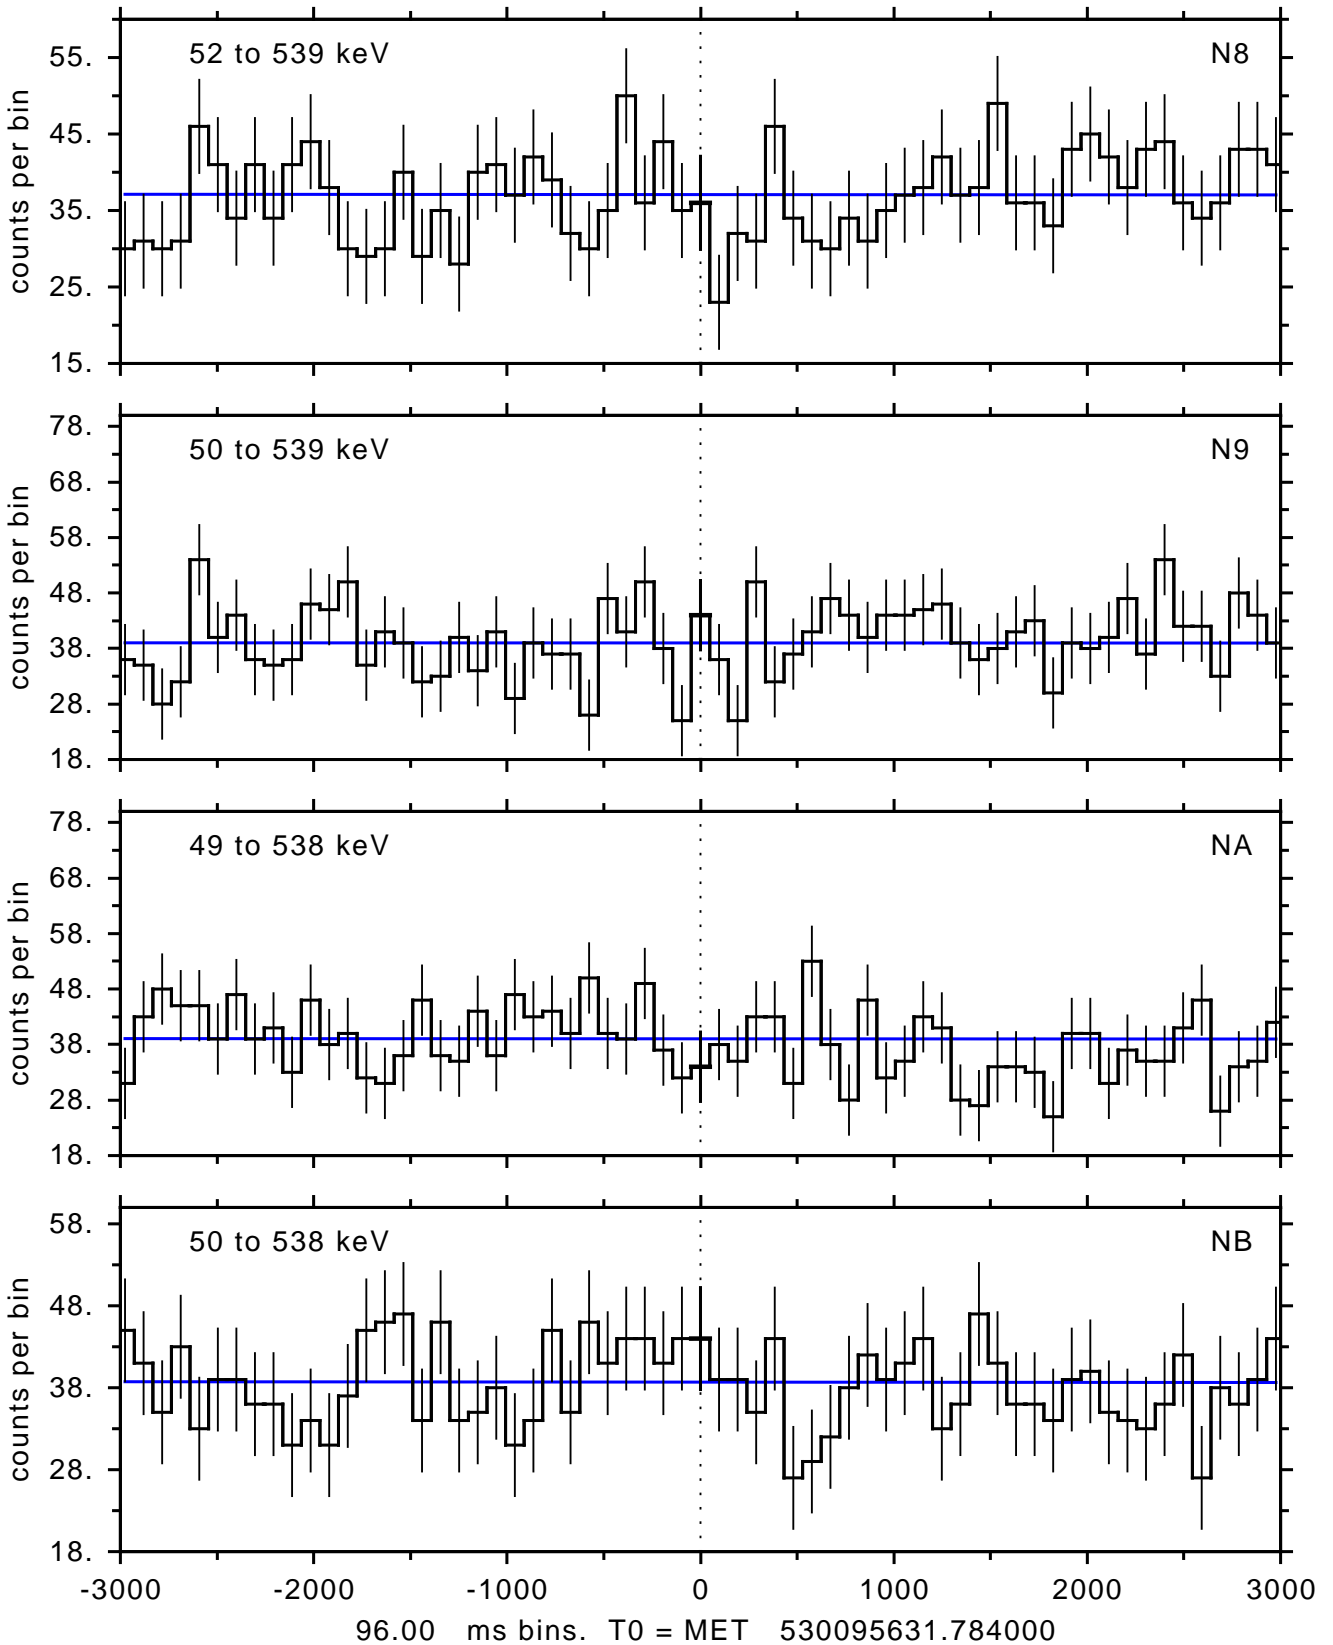 52 to 539 keV N8
55.
45.
35.
25.
15.
counts per bin
50 to 539 keV N9
78.
68.
58.
48.
38.
28.
18.
counts per bin
49 to 538 keV NA
78.
68.
58.
48.
38.
28.
18.
counts per bin
50 to 538 keV NB
58.
48.
38.
28.
18.
counts per bin
-3000 -2000 -1000 0 1000 2000 3000
96.00 ms bins. T0 = MET 530095631.784000